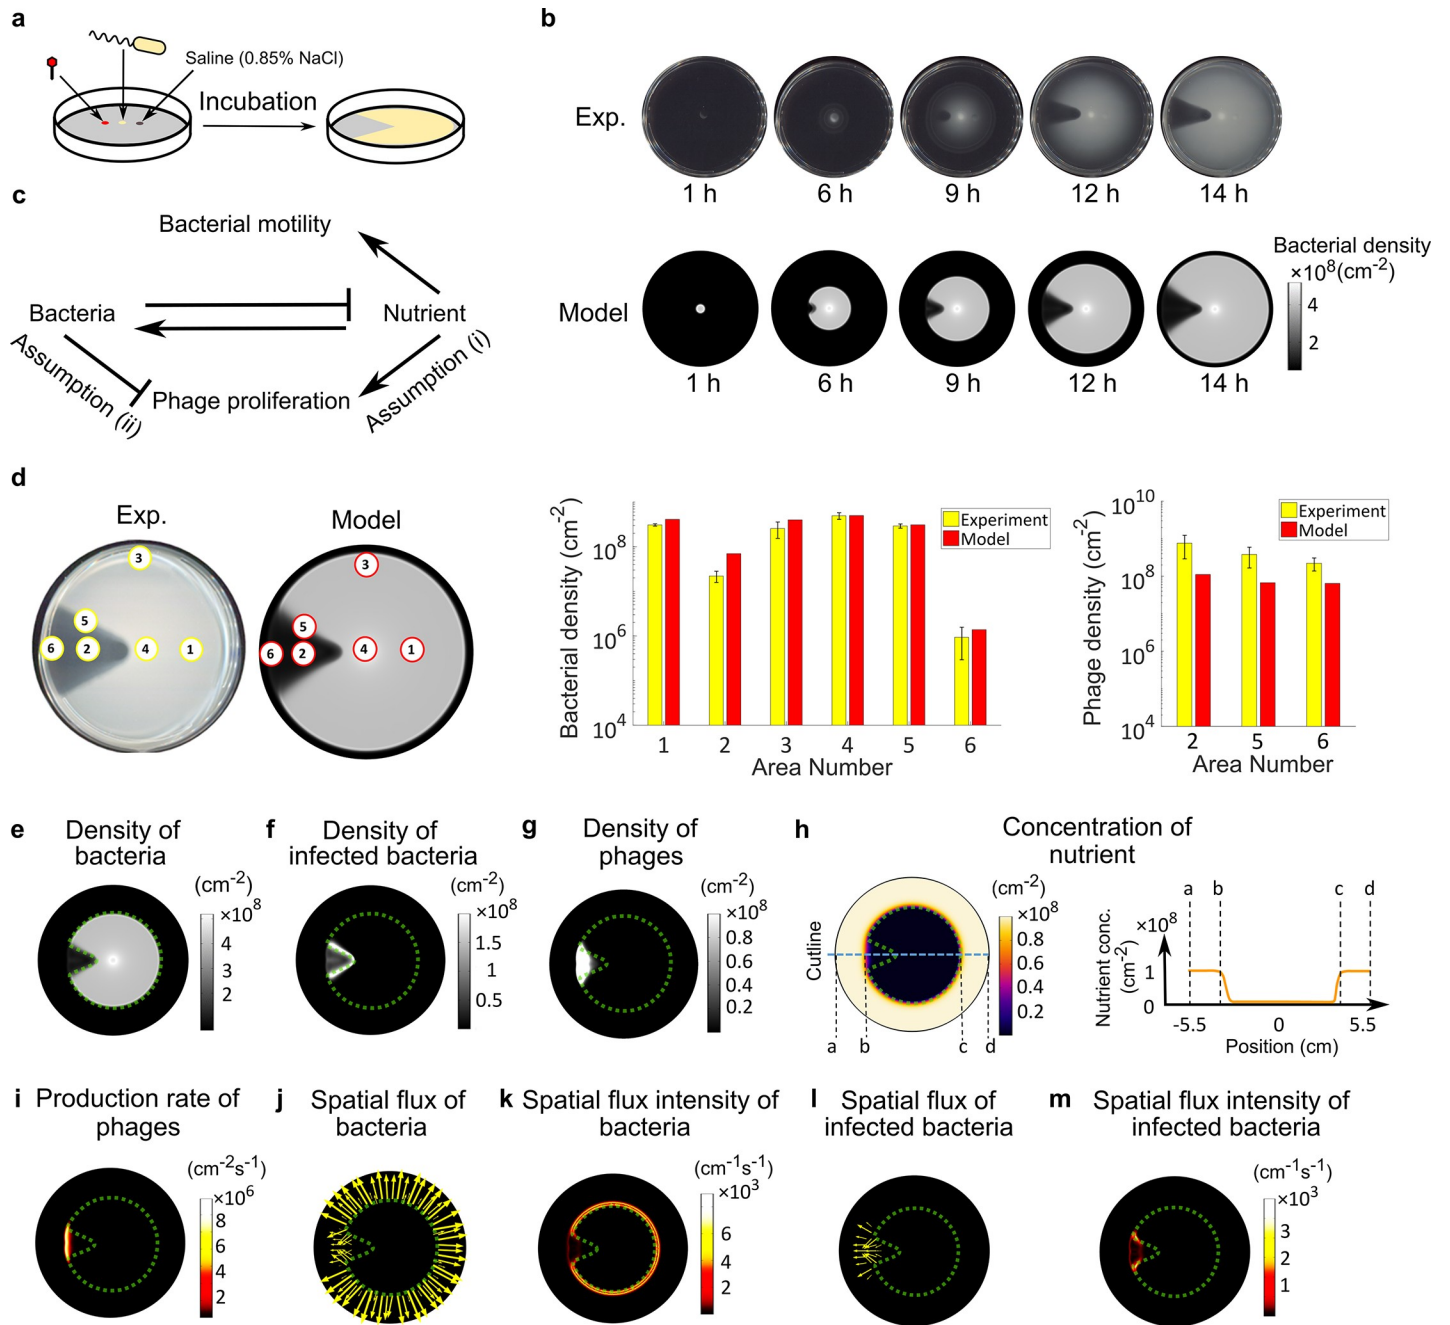 a
Saline (0.85% NaCl)
Incubation
b
Exp.
1 h
6 h
9 h
12 h
14 h
Model
1 h
6 h
9 h
12 h
14 h
Bacterial density
×10⁸(cm⁻²)
4
2
c
Bacterial motility
Bacteria
Nutrient
Assumption (ii)
Phage proliferation
Assumption (i)
d
Exp.
3
5
6
2
4
1
Model
3
5
6
2
4
1
Bacterial density (cm⁻²)
10⁸
10⁶
10⁴
Experiment
Model
1 2 3 4 5 6
Area Number
Phage density (cm⁻²)
10¹⁰
10⁸
10⁶
10⁴
Experiment
Model
2 5 6
Area Number
e
Density of
bacteria
(cm⁻²)
×10⁸
4
3
2
f
Density of
infected bacteria
(cm⁻²)
×10⁸
1.5
1
0.5
g
Density of
phages
(cm⁻²)
×10⁸
0.8
0.6
0.4
0.2
h
Concentration of
nutrient
Cutline
a b c d
(cm⁻²)
×10⁸
0.8
0.6
0.4
0.2
a b c d
Nutrient conc.
(cm⁻²)
×10⁸
1
0
-5.5 0 5.5
Position (cm)
i
Production rate of
phages
(cm⁻²s⁻¹)
×10⁶
8
6
4
2
j
Spatial flux of
bacteria
k
Spatial flux intensity of
bacteria
(cm⁻¹s⁻¹)
×10³
6
4
2
l
Spatial flux of
infected bacteria
m
Spatial flux intensity of
infected bacteria
(cm⁻¹s⁻¹)
×10³
3
2
1